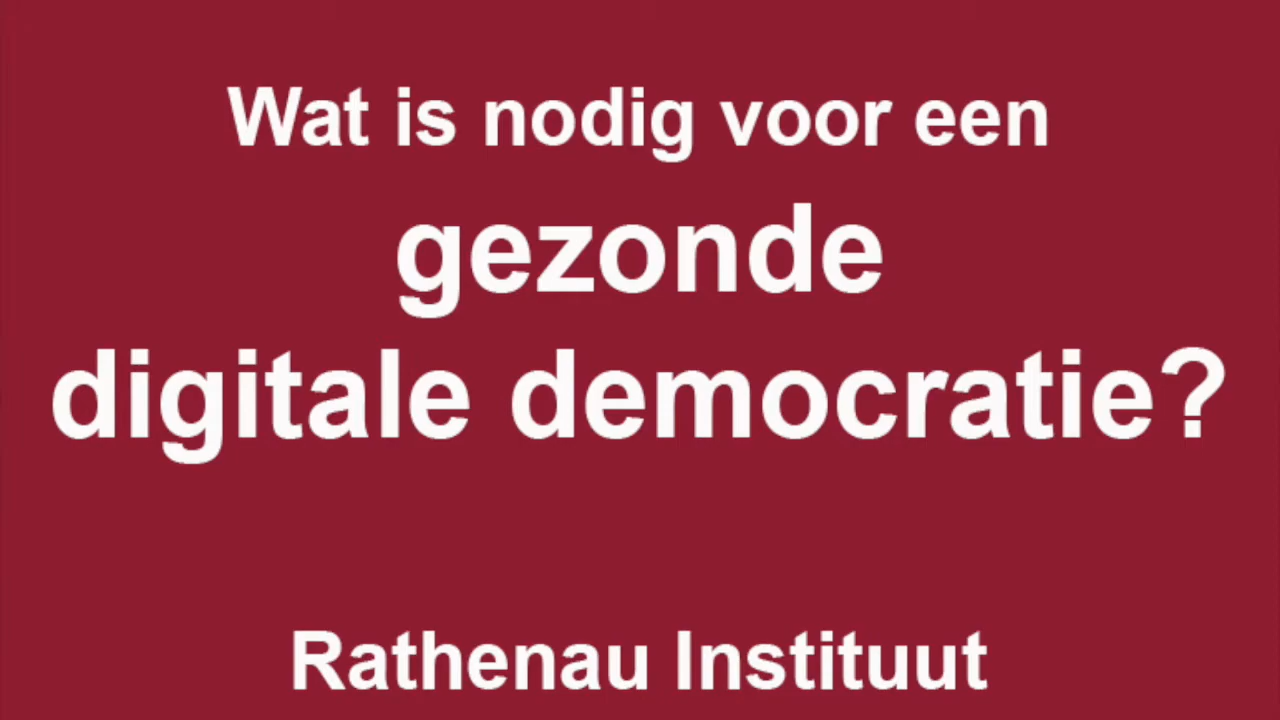 Wat is nodig voor een
gezonde
digitale democratie?
Rathenau Instituut